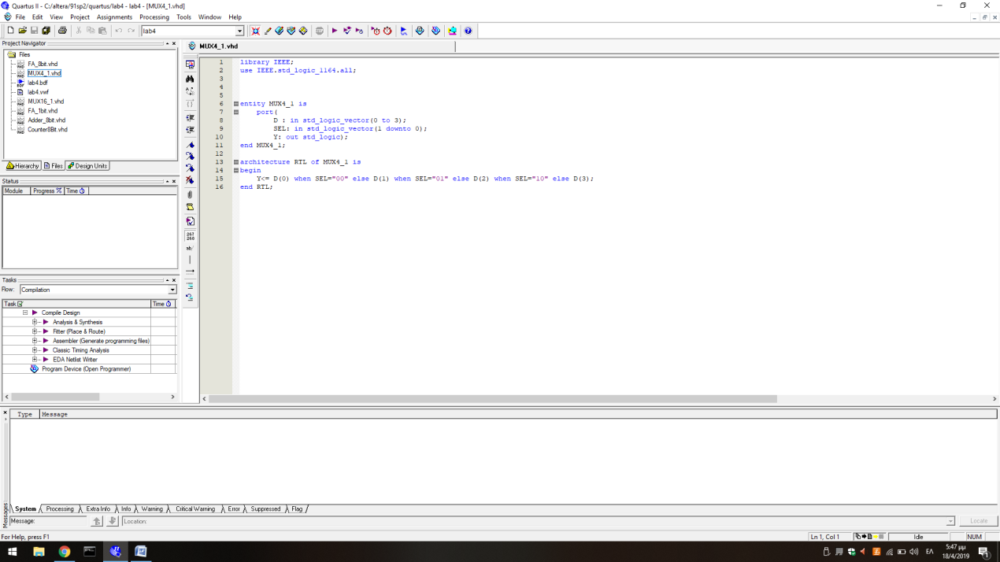 Quartus II - C:/altera/91sp2/quartus/lab4 - lab4 - [MUX4_1.vhd]
File Edit View Project Assignments Processing Tools Window Help
lab4
Project Navigator
Files
FA_8bit.vhd
MUX4_1.vhd
lab4.bdf
lab4.vwf
MUX16_1.vhd
FA_1bit.vhd
Adder_8bit.vhd
Counter8Bit.vhd
Hierarchy Files Design Units
Status
Module Progress % Time
Tasks
Flow: Compilation
Task Time
Compile Design
Analysis & Synthesis
Fitter (Place & Route)
Assembler (Generate programming files)
Classic Timing Analysis
EDA Netlist Writer
Program Device (Open Programmer)
MUX4_1.vhd
267
268
ab/
1 library IEEE;
2 use IEEE.std_logic_1164.all;
3
4
5
6 entity MUX4_1 is
7 port(
8 D : in std_logic_vector(0 to 3);
9 SEL: in std_logic_vector(1 downto 0);
10 Y: out std_logic);
11 end MUX4_1;
12
13 architecture RTL of MUX4_1 is
14 begin
15 Y<= D(0) when SEL="00" else D(1) when SEL="01" else D(2) when SEL="10" else D(3);
16 end RTL;
Type Message
System Processing Extra Info Info Warning Critical Warning Error Suppressed Flag
Messages
Message: Location: Locate
For Help, press F1 Ln 1, Col 1 Idle NUM
ΕΛ 5:47 μμ
18/4/2019
1